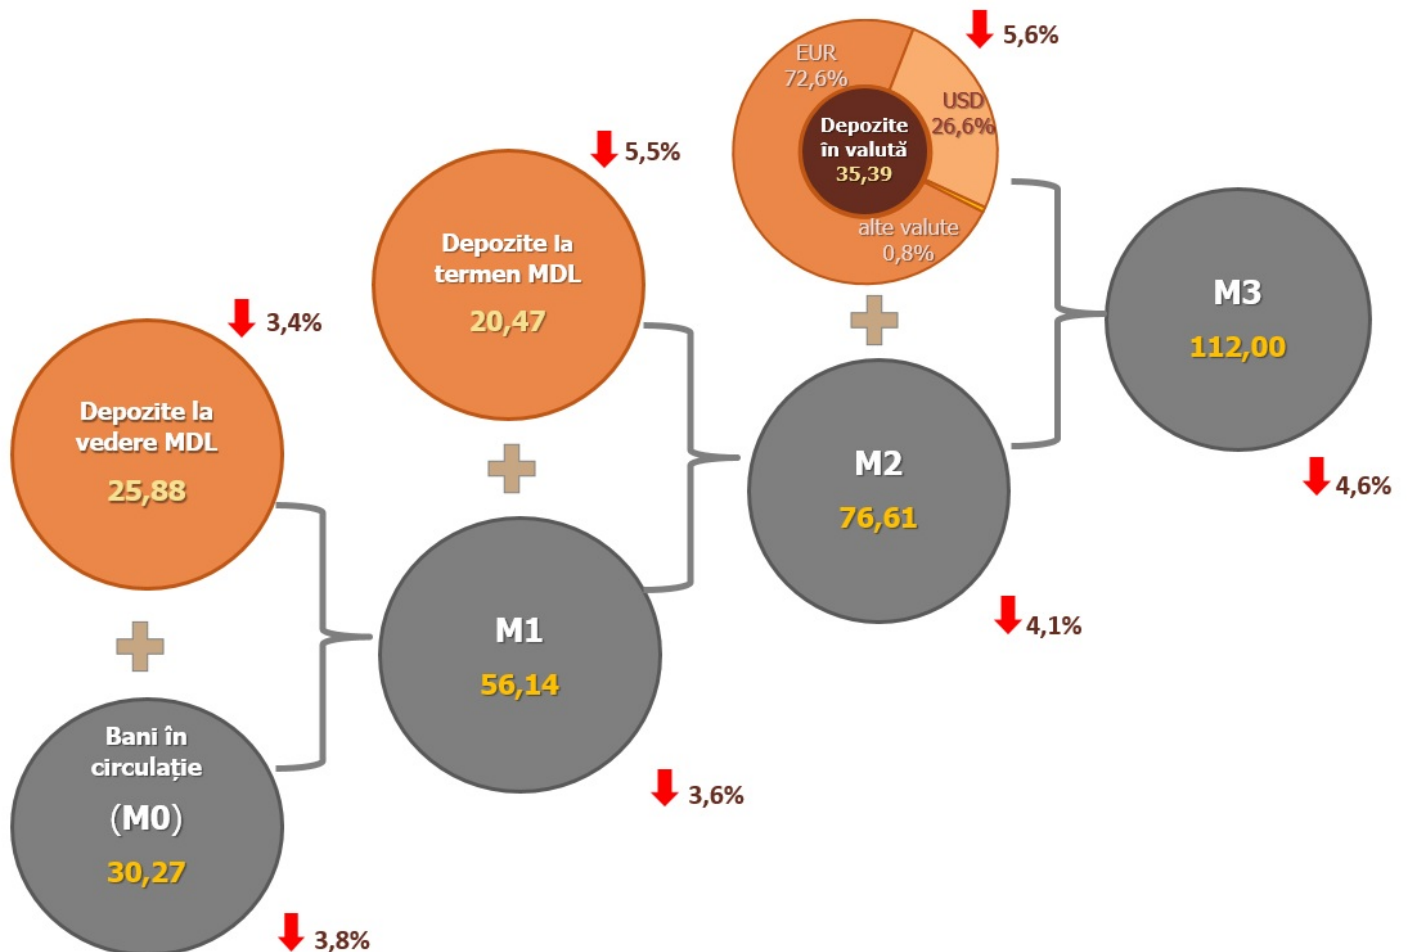 5,6%
EUR
72,6%
USD
26,6%
Depozite
în valută
35,39
alte valute
0,8%
5,5%
Depozite la
termen MDL
20,47
M3
112,00
4,6%
3,4%
Depozite la
vedere MDL
25,88
M2
76,61
4,1%
M1
56,14
3,6%
Bani în
circulație
(M0)
30,27
3,8%